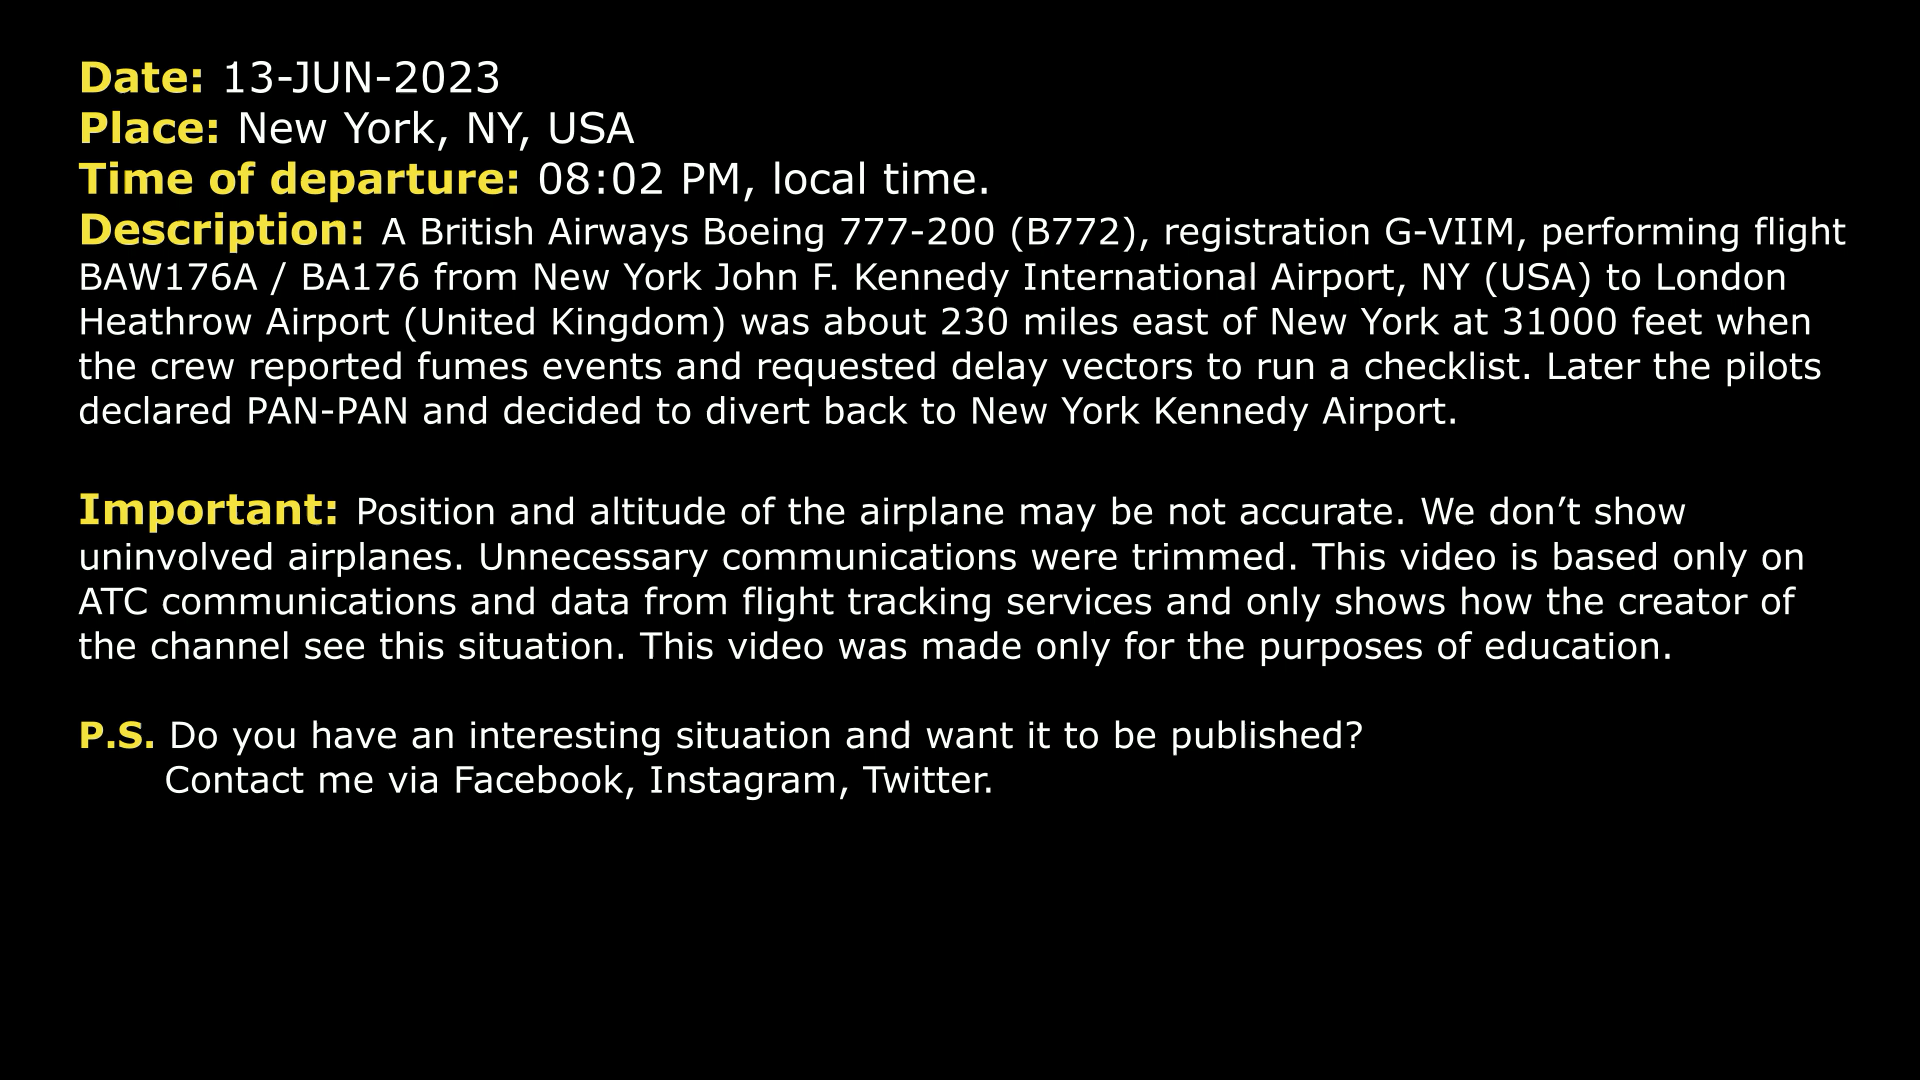 Date: 13-JUN-2023
Place: New York, NY, USA
Time of departure: 08:02 PM, local time.
Description: A British Airways Boeing 777-200 (B772), registration G-VIIM, performing flight
BAW176A / BA176 from New York John F. Kennedy International Airport, NY (USA) to London
Heathrow Airport (United Kingdom) was about 230 miles east of New York at 31000 feet when
the crew reported fumes events and requested delay vectors to run a checklist. Later the pilots
declared PAN-PAN and decided to divert back to New York Kennedy Airport.
Important: Position and altitude of the airplane may be not accurate. We don’t show
uninvolved airplanes. Unnecessary communications were trimmed. This video is based only on
ATC communications and data from flight tracking services and only shows how the creator of
the channel see this situation. This video was made only for the purposes of education.
P.S. Do you have an interesting situation and want it to be published?
Contact me via Facebook, Instagram, Twitter.